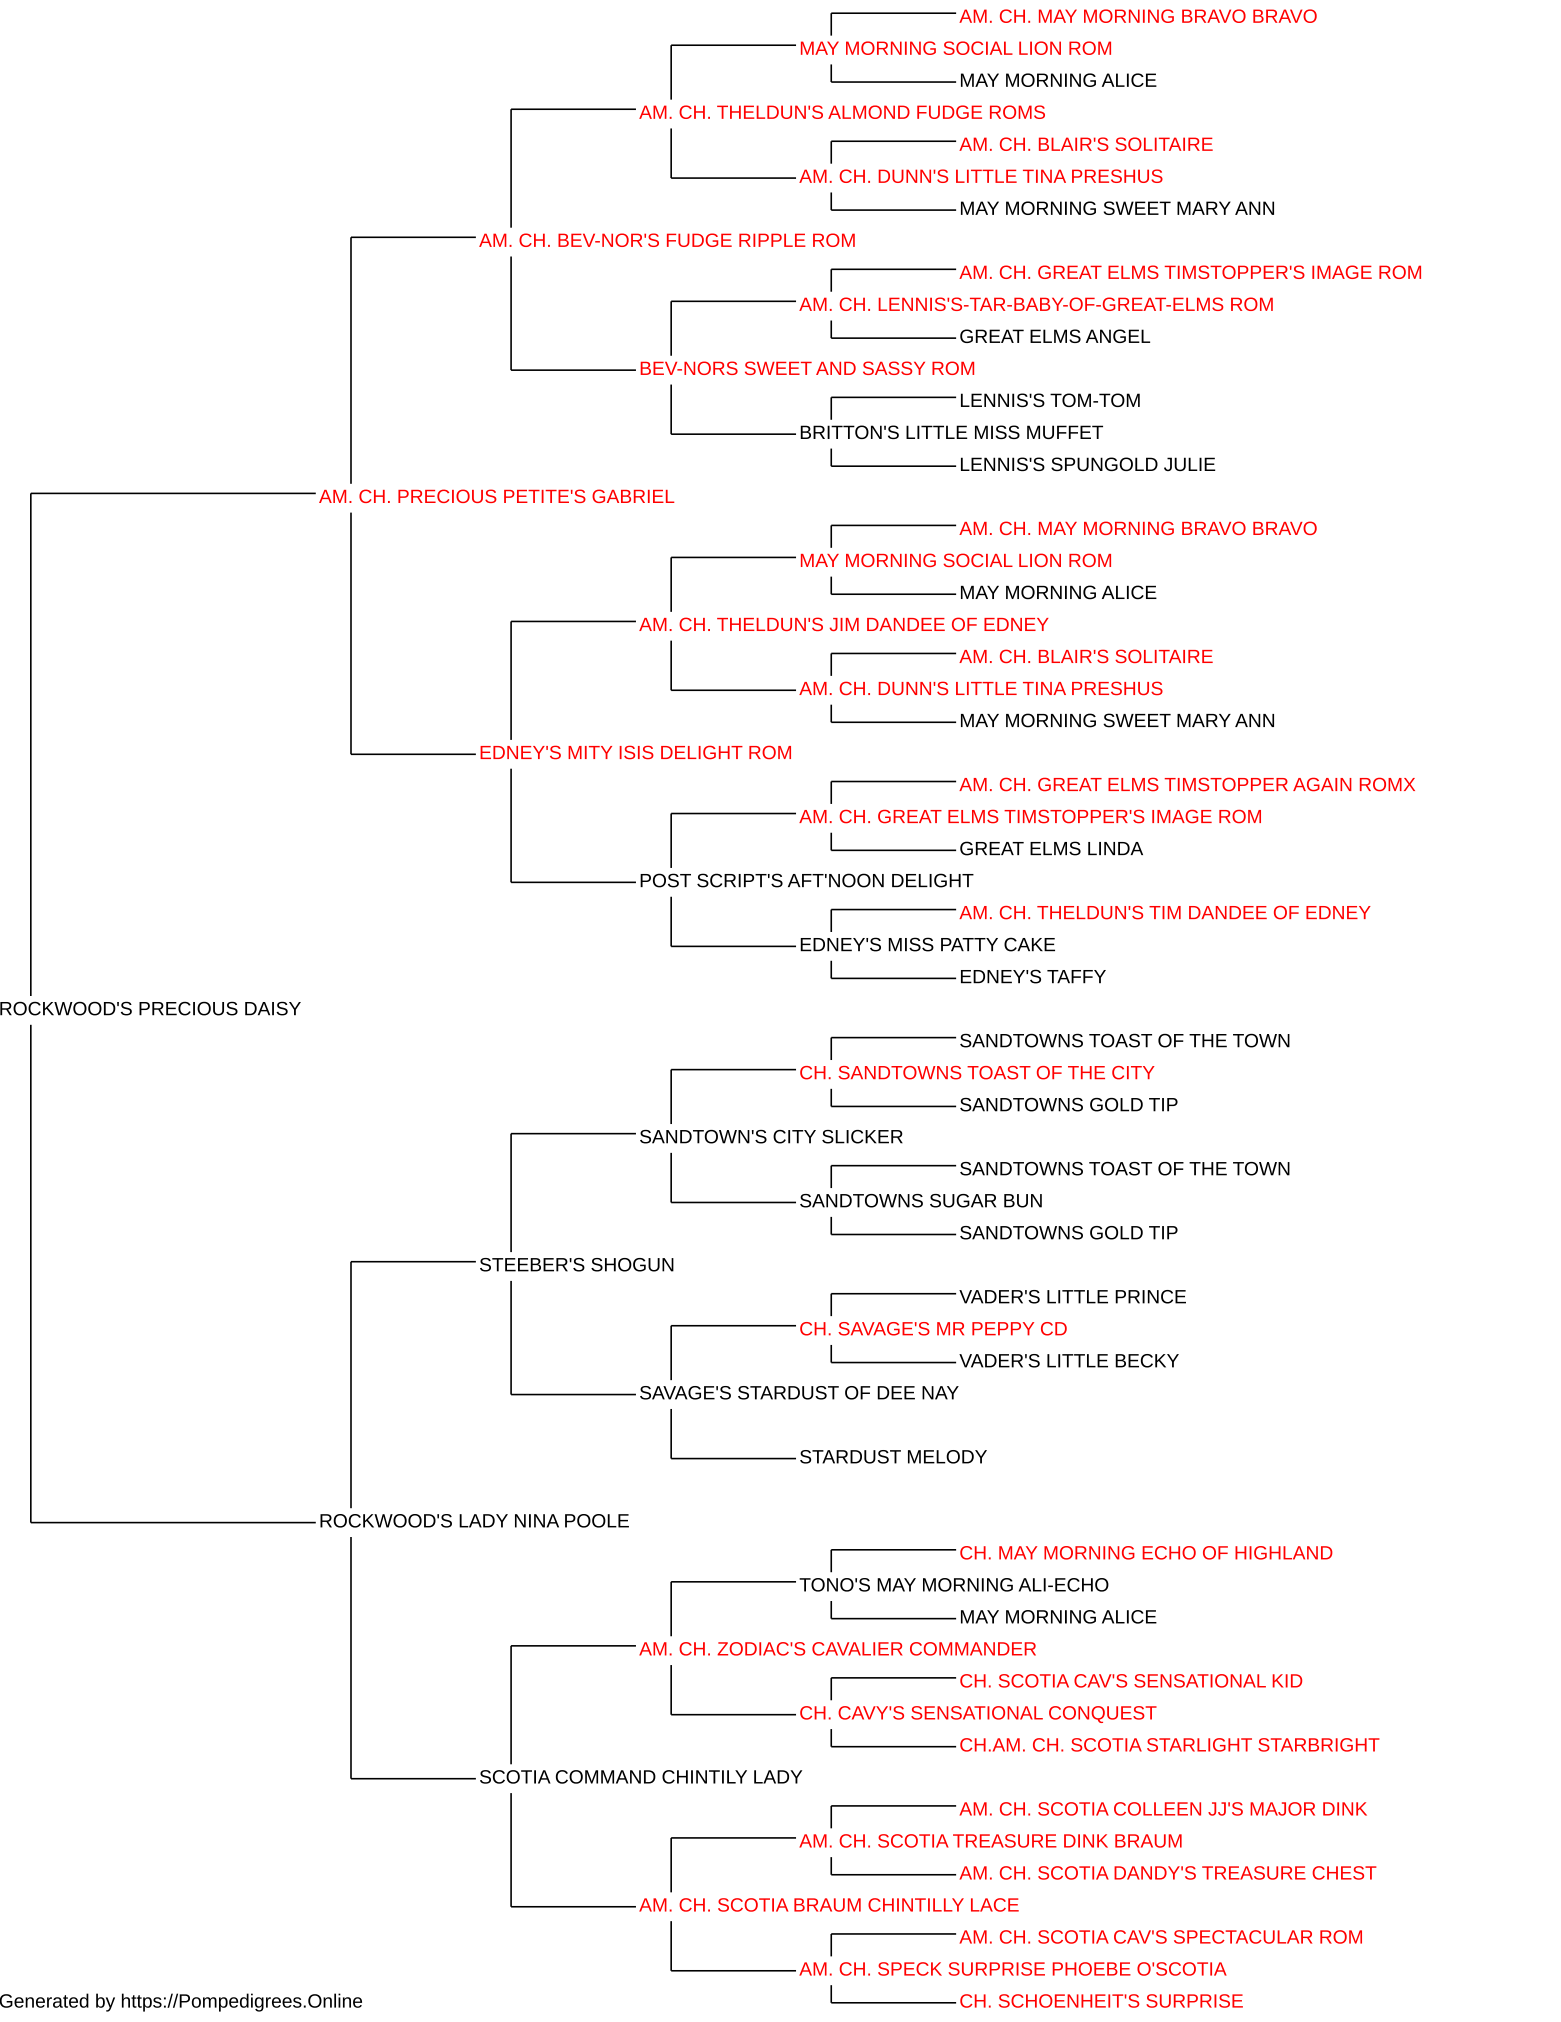 AM. CH. MAY MORNING BRAVO BRAVO
MAY MORNING SOCIAL LION ROM
MAY MORNING ALICE
AM. CH. THELDUN'S ALMOND FUDGE ROMS
AM. CH. BLAIR'S SOLITAIRE
AM. CH. DUNN'S LITTLE TINA PRESHUS
MAY MORNING SWEET MARY ANN
AM. CH. BEV-NOR'S FUDGE RIPPLE ROM
AM. CH. GREAT ELMS TIMSTOPPER'S IMAGE ROM
AM. CH. LENNIS'S-TAR-BABY-OF-GREAT-ELMS ROM
GREAT ELMS ANGEL
BEV-NORS SWEET AND SASSY ROM
LENNIS'S TOM-TOM
BRITTON'S LITTLE MISS MUFFET
LENNIS'S SPUNGOLD JULIE
AM. CH. PRECIOUS PETITE'S GABRIEL
AM. CH. MAY MORNING BRAVO BRAVO
MAY MORNING SOCIAL LION ROM
MAY MORNING ALICE
AM. CH. THELDUN'S JIM DANDEE OF EDNEY
AM. CH. BLAIR'S SOLITAIRE
AM. CH. DUNN'S LITTLE TINA PRESHUS
MAY MORNING SWEET MARY ANN
EDNEY'S MITY ISIS DELIGHT ROM
AM. CH. GREAT ELMS TIMSTOPPER AGAIN ROMX
AM. CH. GREAT ELMS TIMSTOPPER'S IMAGE ROM
GREAT ELMS LINDA
POST SCRIPT'S AFT'NOON DELIGHT
AM. CH. THELDUN'S TIM DANDEE OF EDNEY
EDNEY'S MISS PATTY CAKE
EDNEY'S TAFFY
ROCKWOOD'S PRECIOUS DAISY
SANDTOWNS TOAST OF THE TOWN
CH. SANDTOWNS TOAST OF THE CITY
SANDTOWNS GOLD TIP
SANDTOWN'S CITY SLICKER
SANDTOWNS TOAST OF THE TOWN
SANDTOWNS SUGAR BUN
SANDTOWNS GOLD TIP
STEEBER'S SHOGUN
VADER'S LITTLE PRINCE
CH. SAVAGE'S MR PEPPY CD
VADER'S LITTLE BECKY
SAVAGE'S STARDUST OF DEE NAY
STARDUST MELODY
ROCKWOOD'S LADY NINA POOLE
CH. MAY MORNING ECHO OF HIGHLAND
TONO'S MAY MORNING ALI-ECHO
MAY MORNING ALICE
AM. CH. ZODIAC'S CAVALIER COMMANDER
CH. SCOTIA CAV'S SENSATIONAL KID
CH. CAVY'S SENSATIONAL CONQUEST
CH.AM. CH. SCOTIA STARLIGHT STARBRIGHT
SCOTIA COMMAND CHINTILY LADY
AM. CH. SCOTIA COLLEEN JJ'S MAJOR DINK
AM. CH. SCOTIA TREASURE DINK BRAUM
AM. CH. SCOTIA DANDY'S TREASURE CHEST
AM. CH. SCOTIA BRAUM CHINTILLY LACE
AM. CH. SCOTIA CAV'S SPECTACULAR ROM
AM. CH. SPECK SURPRISE PHOEBE O'SCOTIA
CH. SCHOENHEIT'S SURPRISE
Generated by https://Pompedigrees.Online